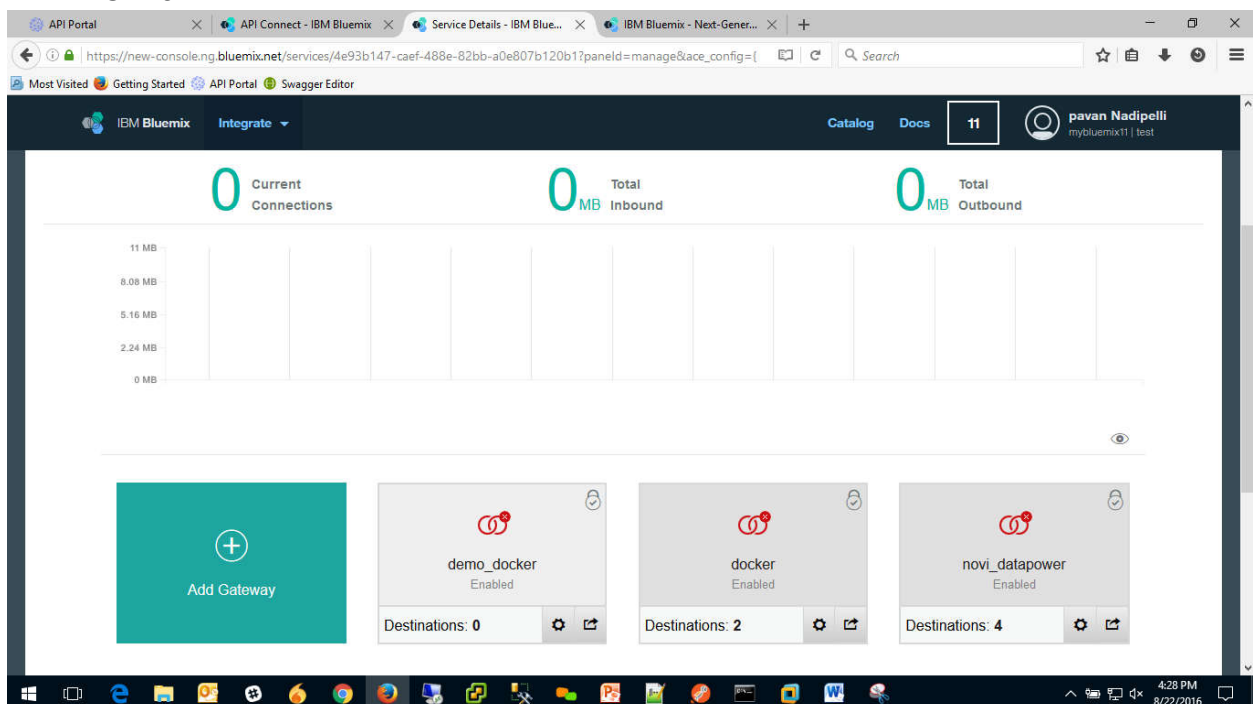 API Portal
API Connect - IBM Bluemix
Service Details - IBM Blue...
IBM Bluemix - Next-Gener...
https://new-console.ng.bluemix.net/services/4e93b147-caef-488e-82bb-a0e807b120b1?paneId=manage&ace_config={
Search
Most Visited
Getting Started
API Portal
Swagger Editor
IBM Bluemix
Integrate
Catalog
Docs
11
pavan Nadipelli
mybluemix11 | test
0 Current Connections
0 MB Total Inbound
0 MB Total Outbound
11 MB
8.08 MB
5.16 MB
2.24 MB
0 MB
Add Gateway
demo_docker
Enabled
Destinations: 0
docker
Enabled
Destinations: 2
novi_datapower
Enabled
Destinations: 4
4:28 PM
8/22/2016